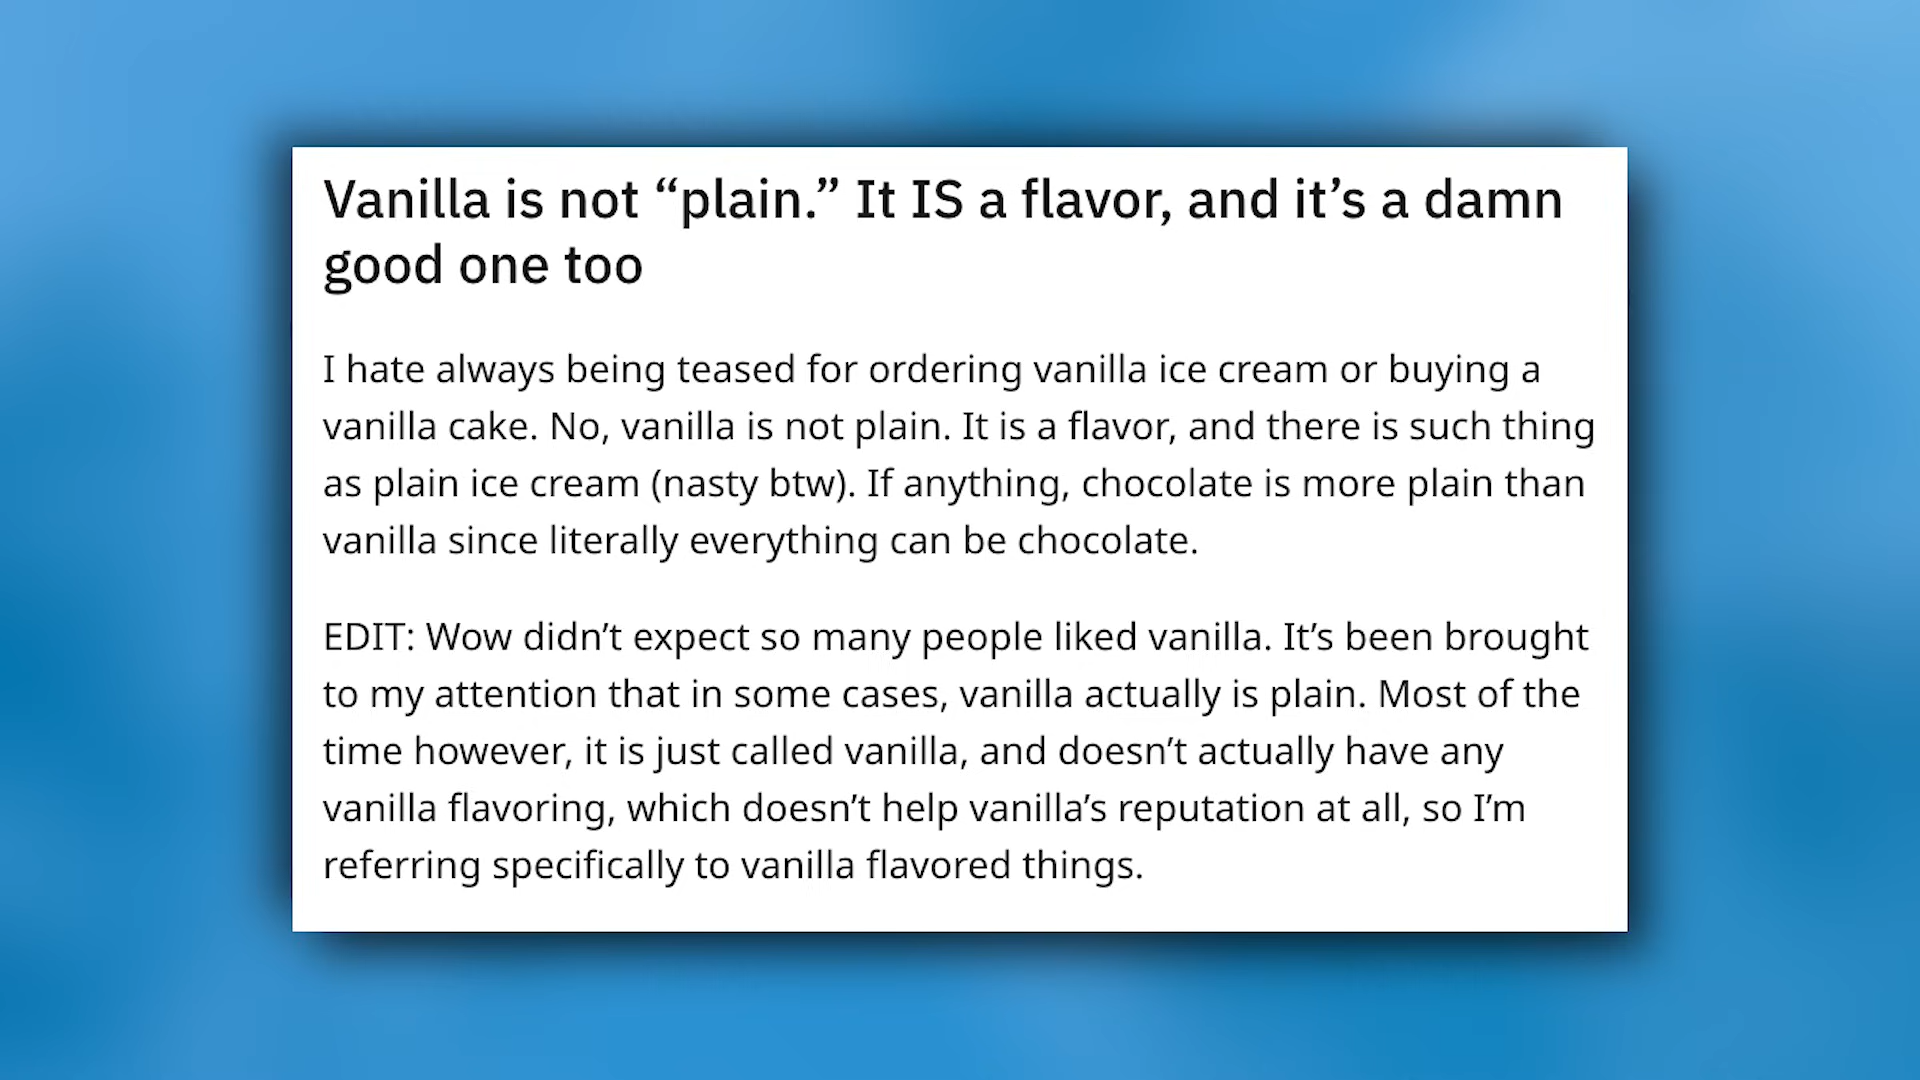 Vanilla is not “plain.” It IS a flavor, and it’s a damn
good one too
I hate always being teased for ordering vanilla ice cream or buying a
vanilla cake. No, vanilla is not plain. It is a flavor, and there is such thing
as plain ice cream (nasty btw). If anything, chocolate is more plain than
vanilla since literally everything can be chocolate.
EDIT: Wow didn’t expect so many people liked vanilla. It’s been brought
to my attention that in some cases, vanilla actually is plain. Most of the
time however, it is just called vanilla, and doesn’t actually have any
vanilla flavoring, which doesn’t help vanilla’s reputation at all, so I’m
referring specifically to vanilla flavored things.